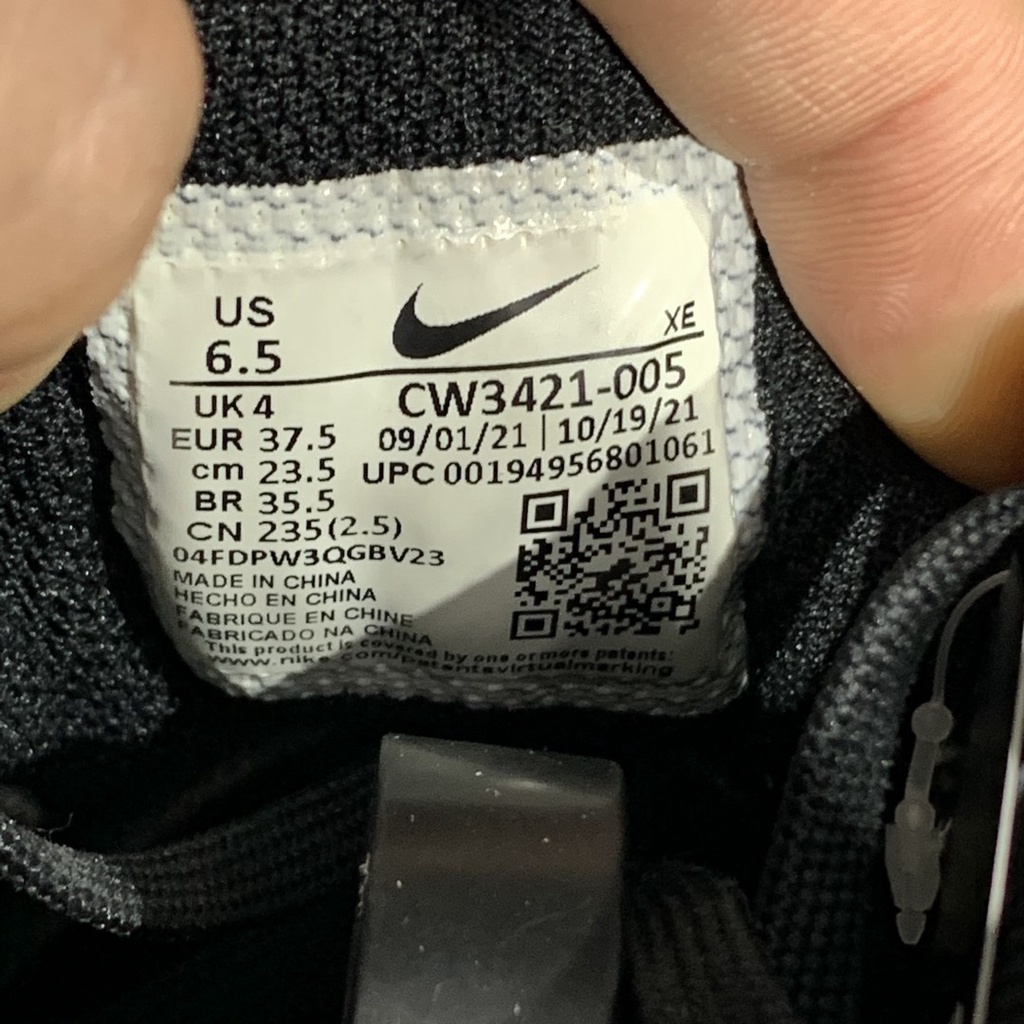 US
6.5
XE
UK 4
CW3421-005
EUR 37.5
09/01/21 | 10/19/21
cm 23.5
UPC 00194956801061
BR 35.5
CN 235(2.5)
04FDPW3QGBV23
MADE IN CHINA
HECHO EN CHINA
FABRIQUE EN CHINE
FABRICADO NA CHINA
This product is covered by one or more patents:
www.nike.com/patentsvirtualmarking